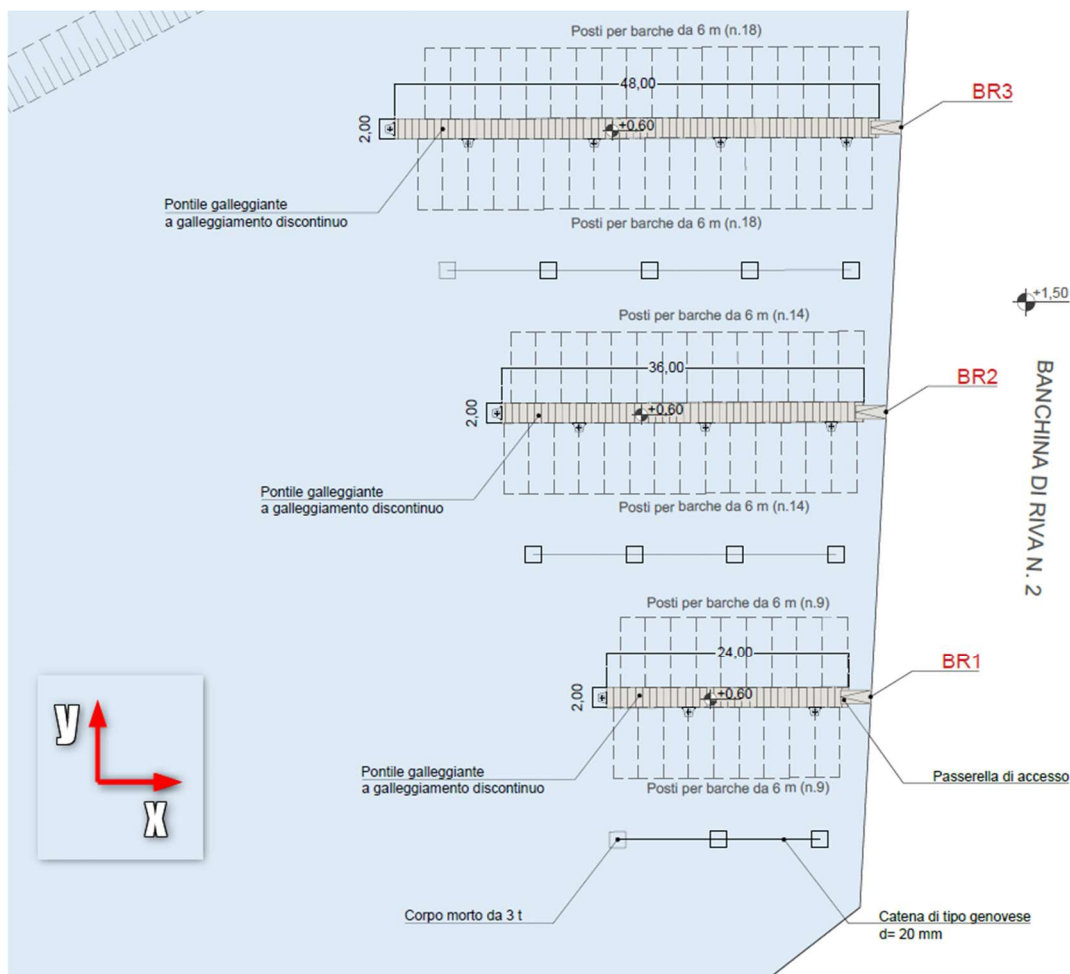 Posti per barche da 6 m (n.18)
48,00
BR3
2,00
+0.60
Pontile galleggiante
a galleggiamento discontinuo
Posti per barche da 6 m (n.18)
+1,50
Posti per barche da 6 m (n.14)
36,00
BR2
2,00
+0.60
BANCHINA DI RIVA N. 2
Pontile galleggiante
a galleggiamento discontinuo
Posti per barche da 6 m (n.14)
Posti per barche da 6 m (n.9)
24,00
BR1
2,00
+0.60
y
x
Pontile galleggiante
a galleggiamento discontinuo
Passerella di accesso
Posti per barche da 6 m (n.9)
Corpo morto da 3 t
Catena di tipo genovese
d= 20 mm